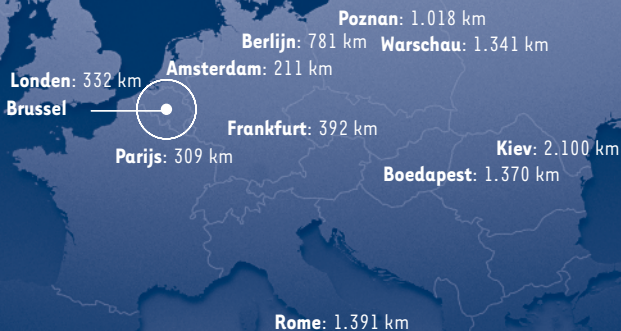 Poznan: 1.018 km
Berlijn: 781 km
Warschau: 1.341 km
Amsterdam: 211 km
Londen: 332 km
Brussel
Frankfurt: 392 km
Parijs: 309 km
Kiev: 2.100 km
Boedapest: 1.370 km
Rome: 1.391 km